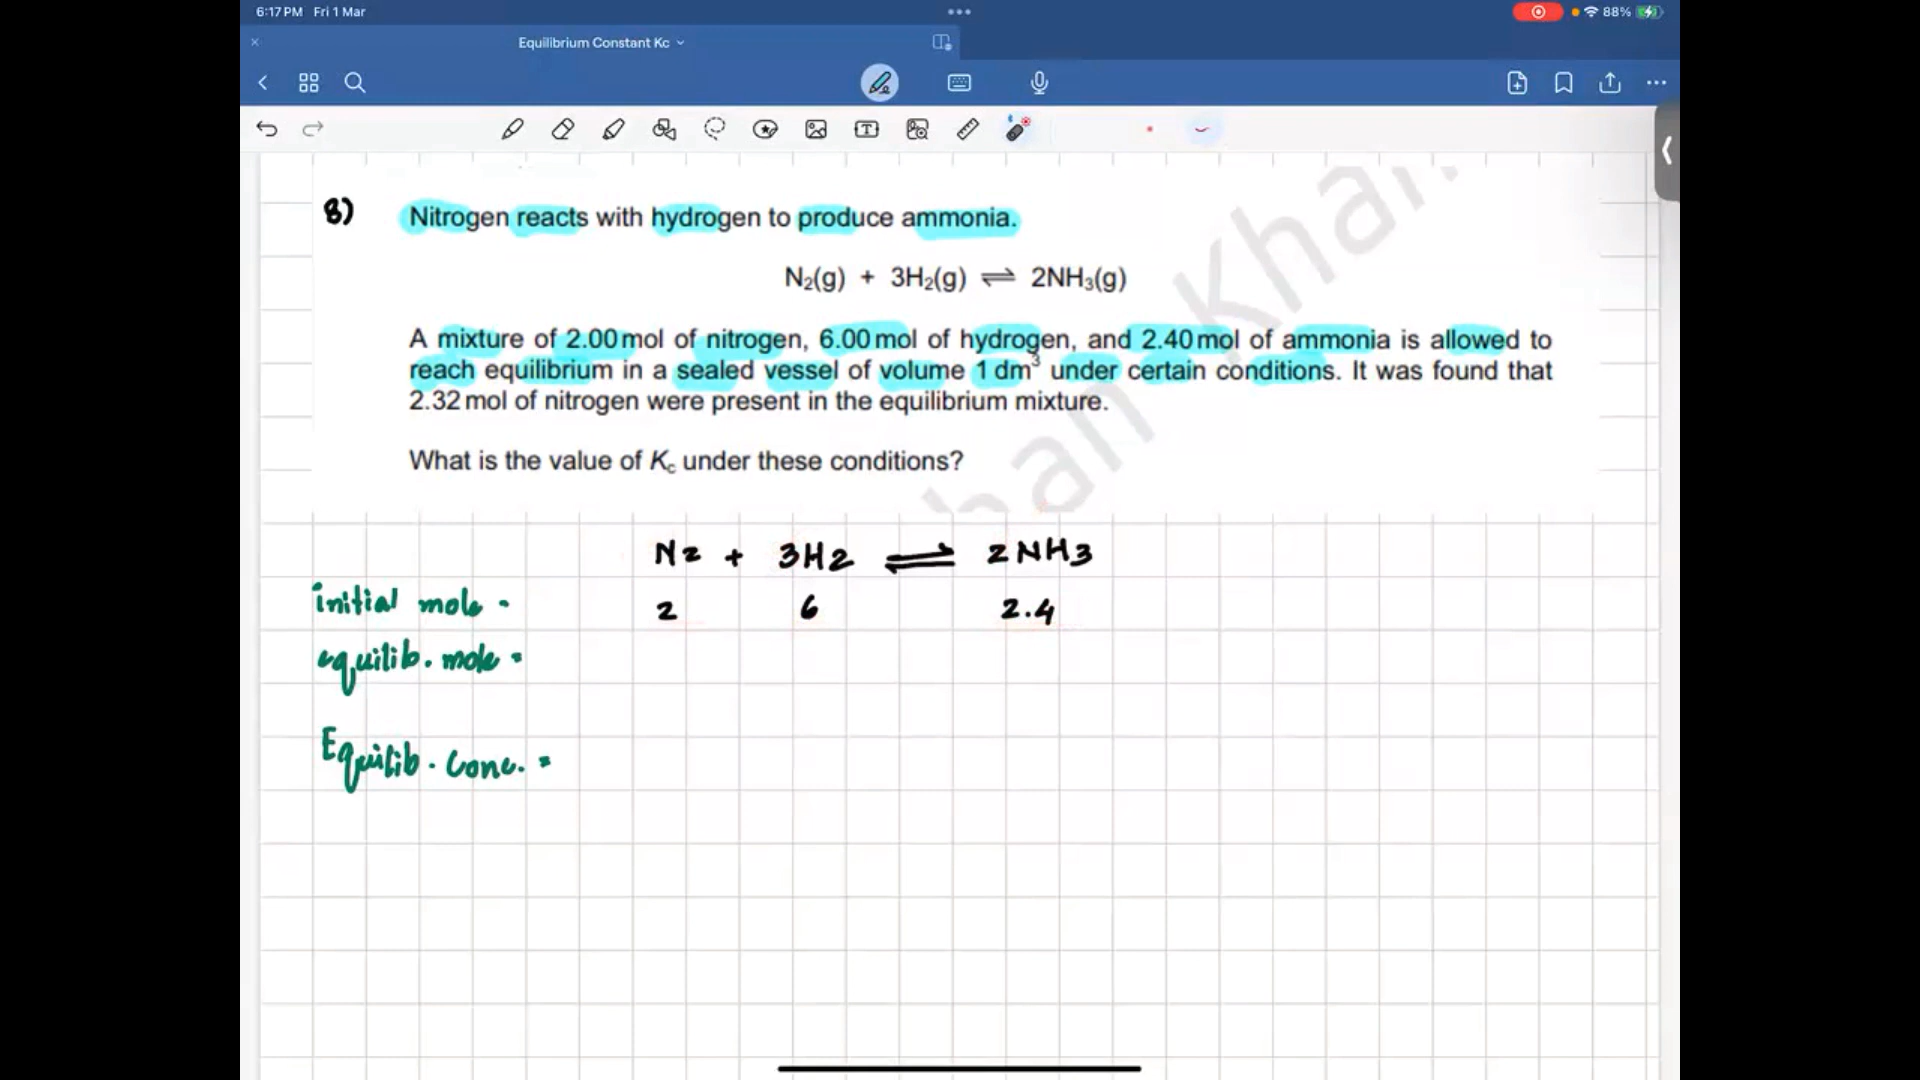 6:17 PM Fri 1 Mar
88%
Equilibrium Constant Kc
8) Nitrogen reacts with hydrogen to produce ammonia.
N₂(g) + 3H₂(g) ⇌ 2NH₃(g)
A mixture of 2.00 mol of nitrogen, 6.00 mol of hydrogen, and 2.40 mol of ammonia is allowed to
reach equilibrium in a sealed vessel of volume 1 dm³ under certain conditions. It was found that
2.32 mol of nitrogen were present in the equilibrium mixture.
What is the value of Kc under these conditions?
N2 + 3H2 ⇌ 2NH3
initial mole - 2 6 2.4
equilib. mole =
Equilib. Conc. =